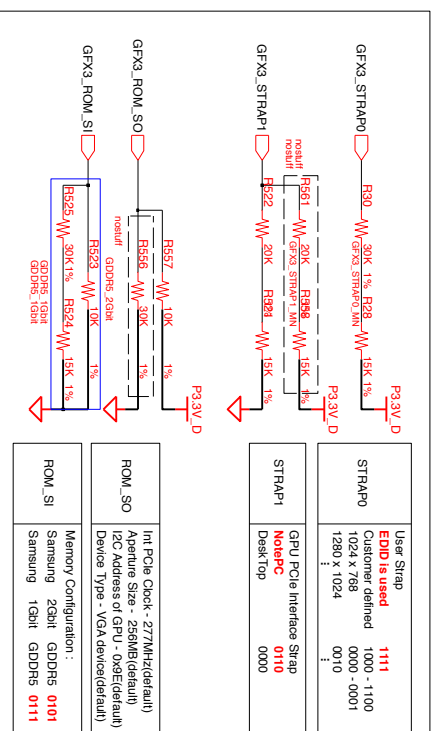 GFX3_STRAP0
R30
30K 1%
R28
15K 1%
P3.3V_D
GFX3_STRAP0_MN
GFX3_STRAP1
nostuff
nostuff
R561
20K
R558
15K 1%
P3.3V_D
GFX3_STRAP1_MN
R522
20K
R521
15K 1%
GFX3_ROM_SO
R557
10K
1%
P3.3V_D
R556
30K
1%
nostuff
GFX3_ROM_SI
GDDR5_2Gbit
R523
10K
1%
R525
30K 1%
R524
15K 1%
GDDR5_1Gbit
GDDR5_1Gbit
STRAP0
User Strap
EDID is used 1111
Customer defined 1000 - 1100
1024 x 768 0000 - 0001
1280 x 1024 0010
⋮ ⋮
STRAP1
GPU PCIe Interface Strap
NotePC 0110
DeskTop 0000
ROM_SO
Int PCIe Clock - 277MHz(default)
Aperture Size - 256MB(default)
I2C Address of GPU - 0x9E(default)
Device Type - VGA device(default)
ROM_SI
Memory Configuration :
Samsung 2Gbit GDDR5 0101
Samsung 1Gbit GDDR5 0111